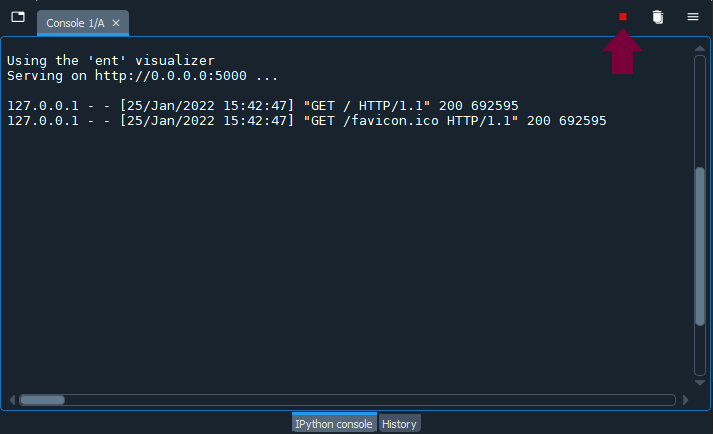 Console 1/A
Using the 'ent' visualizer
Serving on http://0.0.0.0:5000 ...
127.0.0.1 - - [25/Jan/2022 15:42:47] "GET / HTTP/1.1" 200 692595
127.0.0.1 - - [25/Jan/2022 15:42:47] "GET /favicon.ico HTTP/1.1" 200 692595
IPython console History